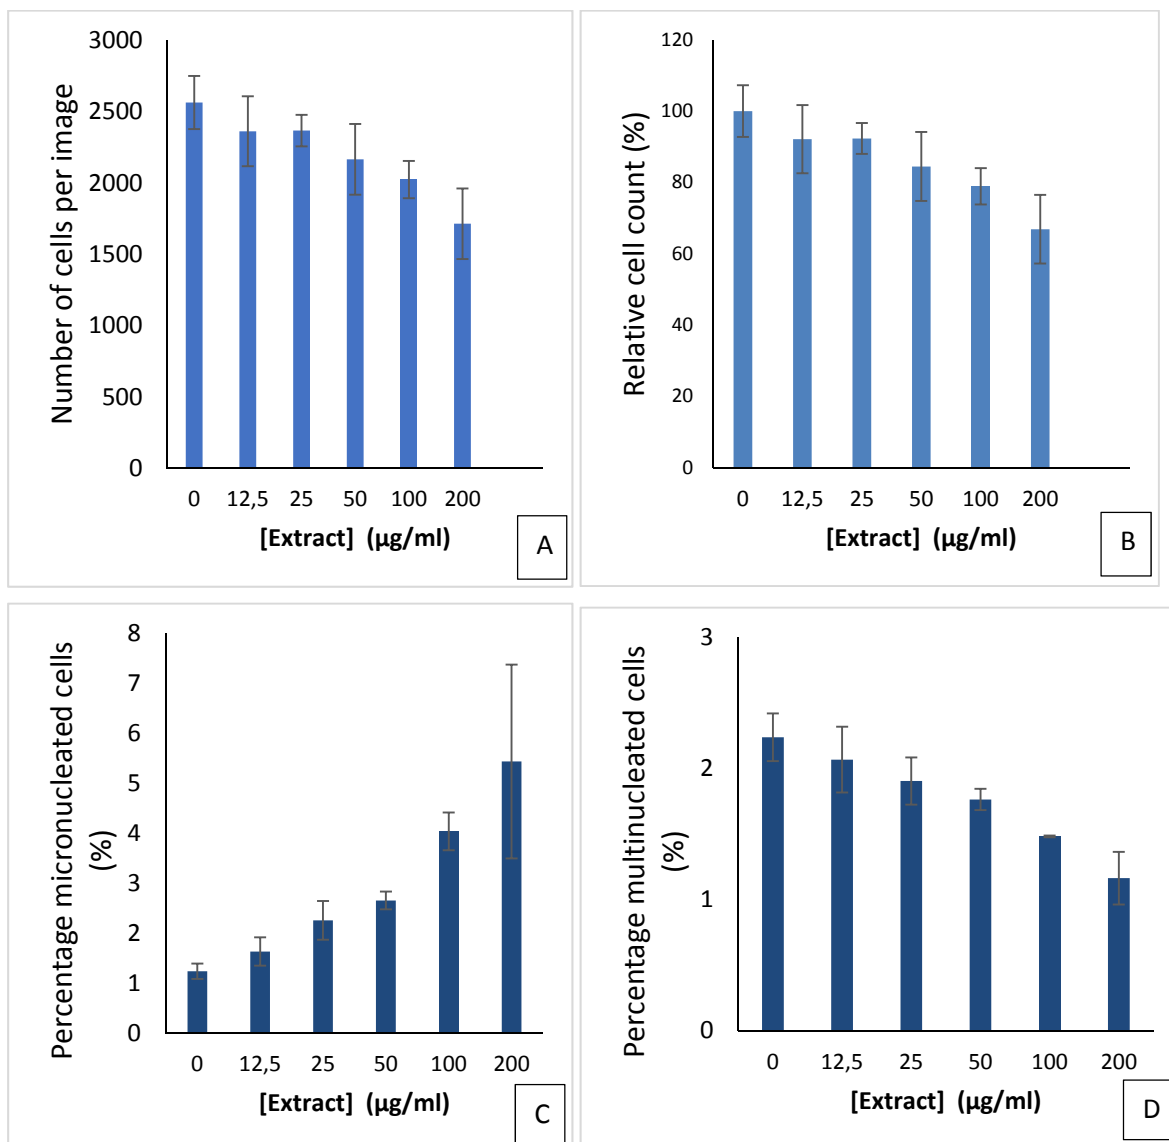 Number of cells per image
3000
2500
2000
1500
1000
500
0
0 12,5 25 50 100 200
[Extract] (µg/ml)
A
Relative cell count (%)
120
100
80
60
40
20
0
0 12,5 25 50 100 200
[Extract] (µg/ml)
B
Percentage micronucleated cells
(%)
8
7
6
5
4
3
2
1
0
0 12,5 25 50 100 200
[Extract] (µg/ml)
C
Percentage multinucleated cells
(%)
3
2
1
0
0 12,5 25 50 100 200
[Extract] (µg/ml)
D